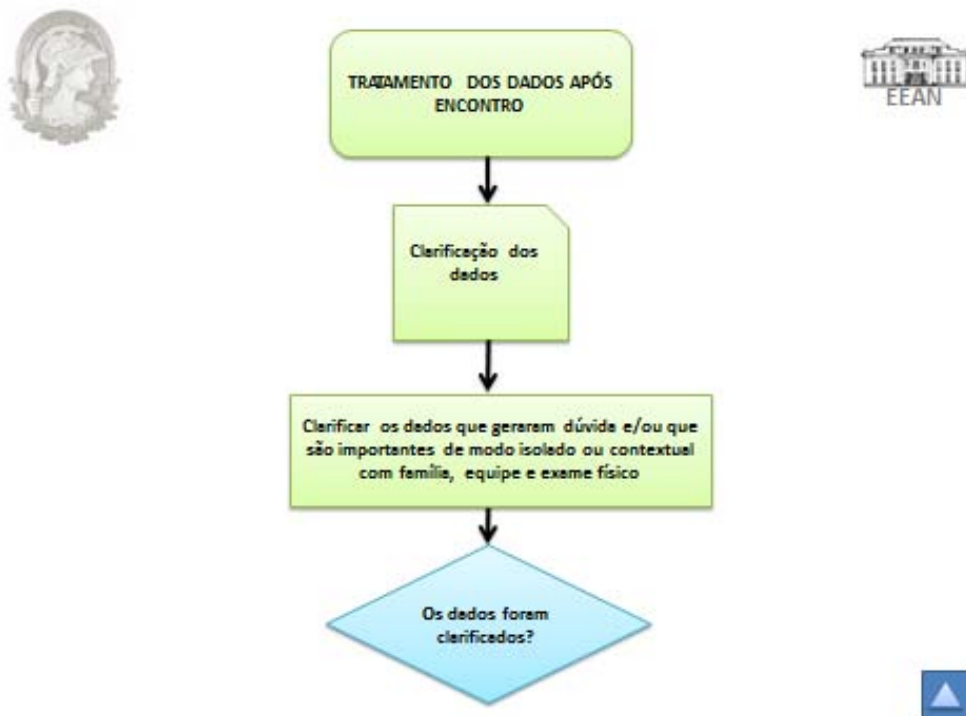 TRATAMENTO DOS DADOS APÓS
ENCONTRO
EEAN
Clarificação dos
dados
Clarificar os dados que geraram dúvida e/ou que
são importantes de modo isolado ou contextual
com família, equipe e exame físico
Os dados foram
clarificados?